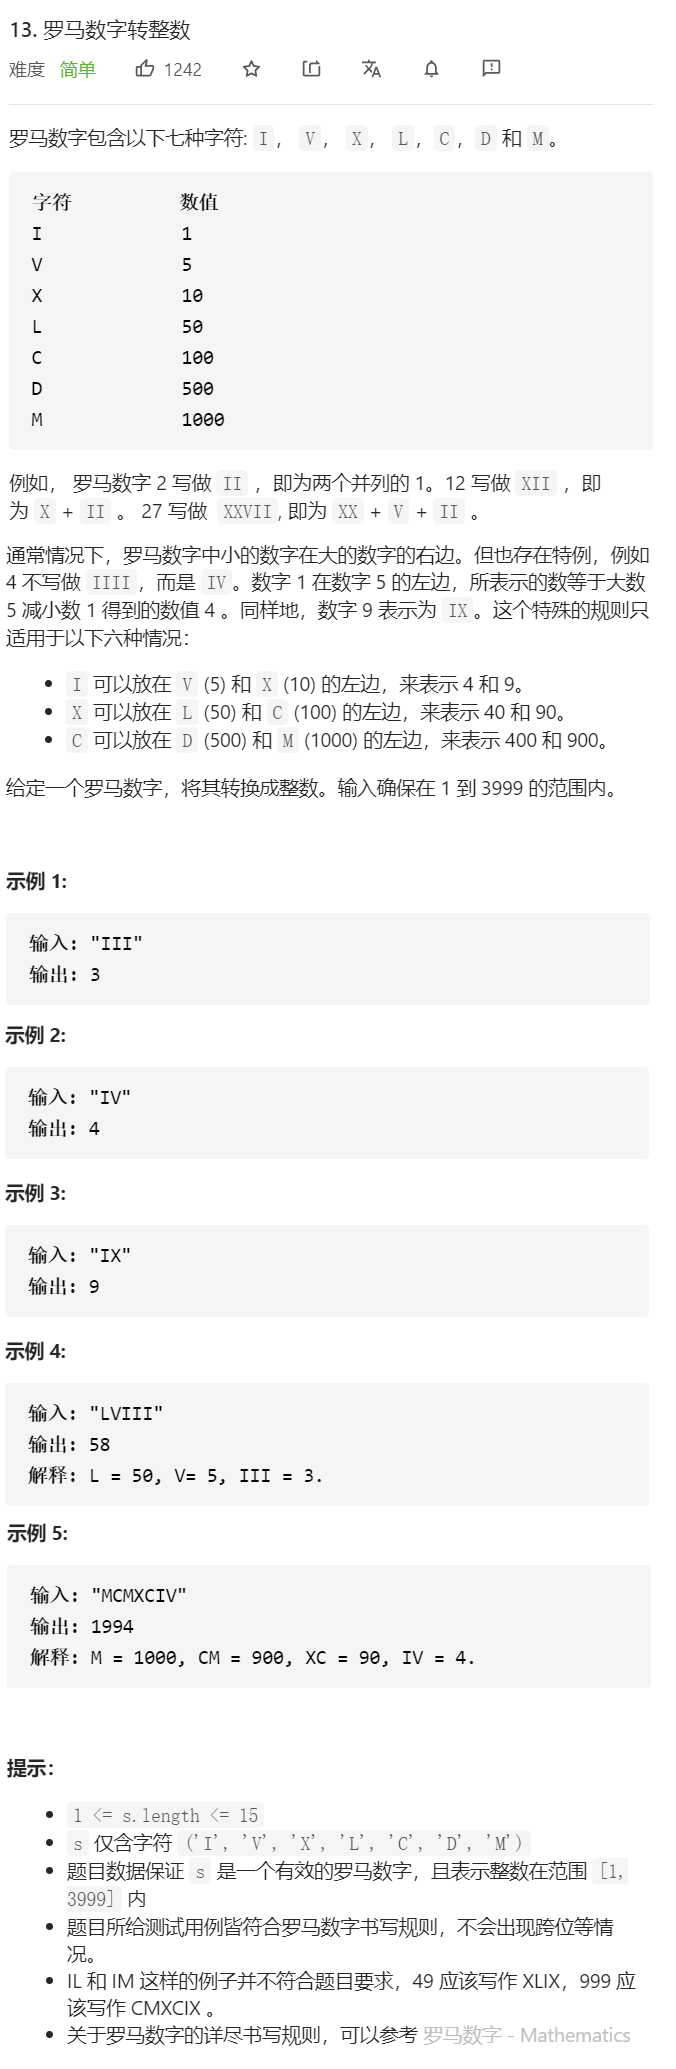 13. 罗马数字转整数
难度 简单 1242
罗马数字包含以下七种字符: I， V， X， L，C，D 和 M。
字符 数值
I 1
V 5
X 10
L 50
C 100
D 500
M 1000
例如， 罗马数字 2 写做 II ，即为两个并列的 1。12 写做 XII ，即
为 X + II 。 27 写做 XXVII, 即为 XX + V + II 。
通常情况下，罗马数字中小的数字在大的数字的右边。但也存在特例，例如
4 不写做 IIII，而是 IV。数字 1 在数字 5 的左边，所表示的数等于大数
5 减小数 1 得到的数值 4 。同样地，数字 9 表示为 IX。这个特殊的规则只
适用于以下六种情况：
• I 可以放在 V (5) 和 X (10) 的左边，来表示 4 和 9。
• X 可以放在 L (50) 和 C (100) 的左边，来表示 40 和 90。
• C 可以放在 D (500) 和 M (1000) 的左边，来表示 400 和 900。
给定一个罗马数字，将其转换成整数。输入确保在 1 到 3999 的范围内。
示例 1:
输入: "III"
输出: 3
示例 2:
输入: "IV"
输出: 4
示例 3:
输入: "IX"
输出: 9
示例 4:
输入: "LVIII"
输出: 58
解释: L = 50, V= 5, III = 3.
示例 5:
输入: "MCMXCIV"
输出: 1994
解释: M = 1000, CM = 900, XC = 90, IV = 4.
提示：
• 1 <= s.length <= 15
• s 仅含字符 ('I', 'V', 'X', 'L', 'C', 'D', 'M')
• 题目数据保证 s 是一个有效的罗马数字，且表示整数在范围 [1,
3999] 内
• 题目所给测试用例皆符合罗马数字书写规则，不会出现跨位等情
况。
• IL 和 IM 这样的例子并不符合题目要求，49 应该写作 XLIX，999 应
该写作 CMXCIX 。
• 关于罗马数字的详尽书写规则，可以参考 罗马数字 - Mathematics